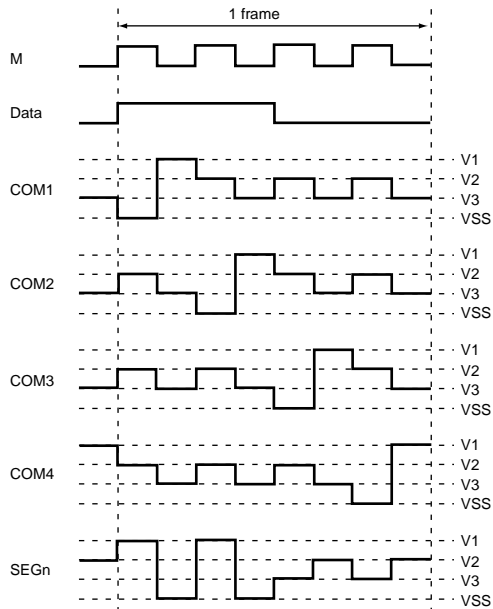 1 frame
M
Data
COM1
V1
V2
V3
VSS
COM2
V1
V2
V3
VSS
COM3
V1
V2
V3
VSS
COM4
V1
V2
V3
VSS
SEGn
V1
V2
V3
VSS